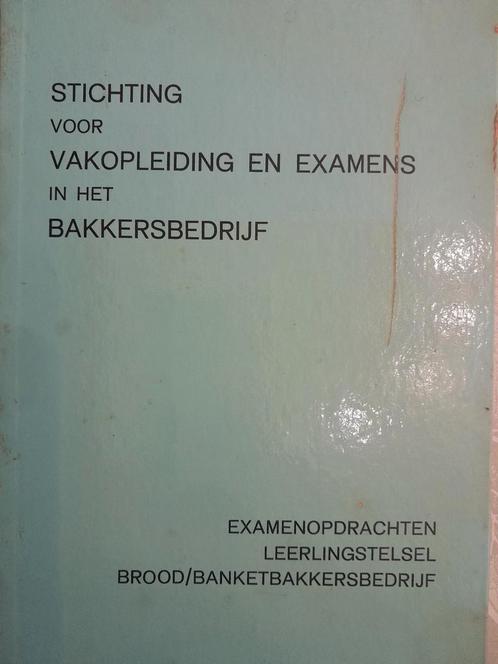 STICHTING
VOOR
VAKOPLEIDING EN EXAMENS
IN HET
BAKKERSBEDRIJF
EXAMENOPDRACHTEN
LEERLINGSTELSEL
BROOD/BANKETBAKKERSBEDRIJF